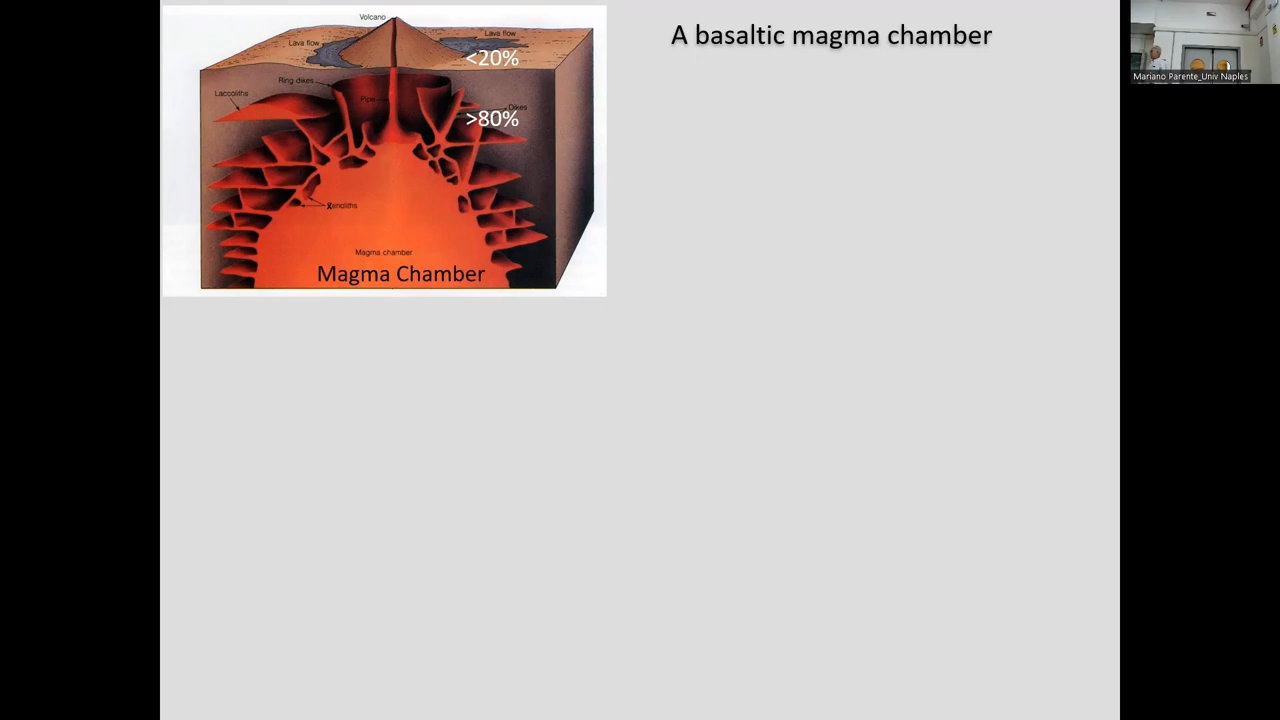 A basaltic magma chamber
Volcano
Lava flow
Lava flow
<20%
Ring dikes
Laccoliths
Pipe
Dikes
>80%
Xenoliths
Magma chamber
Magma Chamber
Mariano Parente_Univ Naples